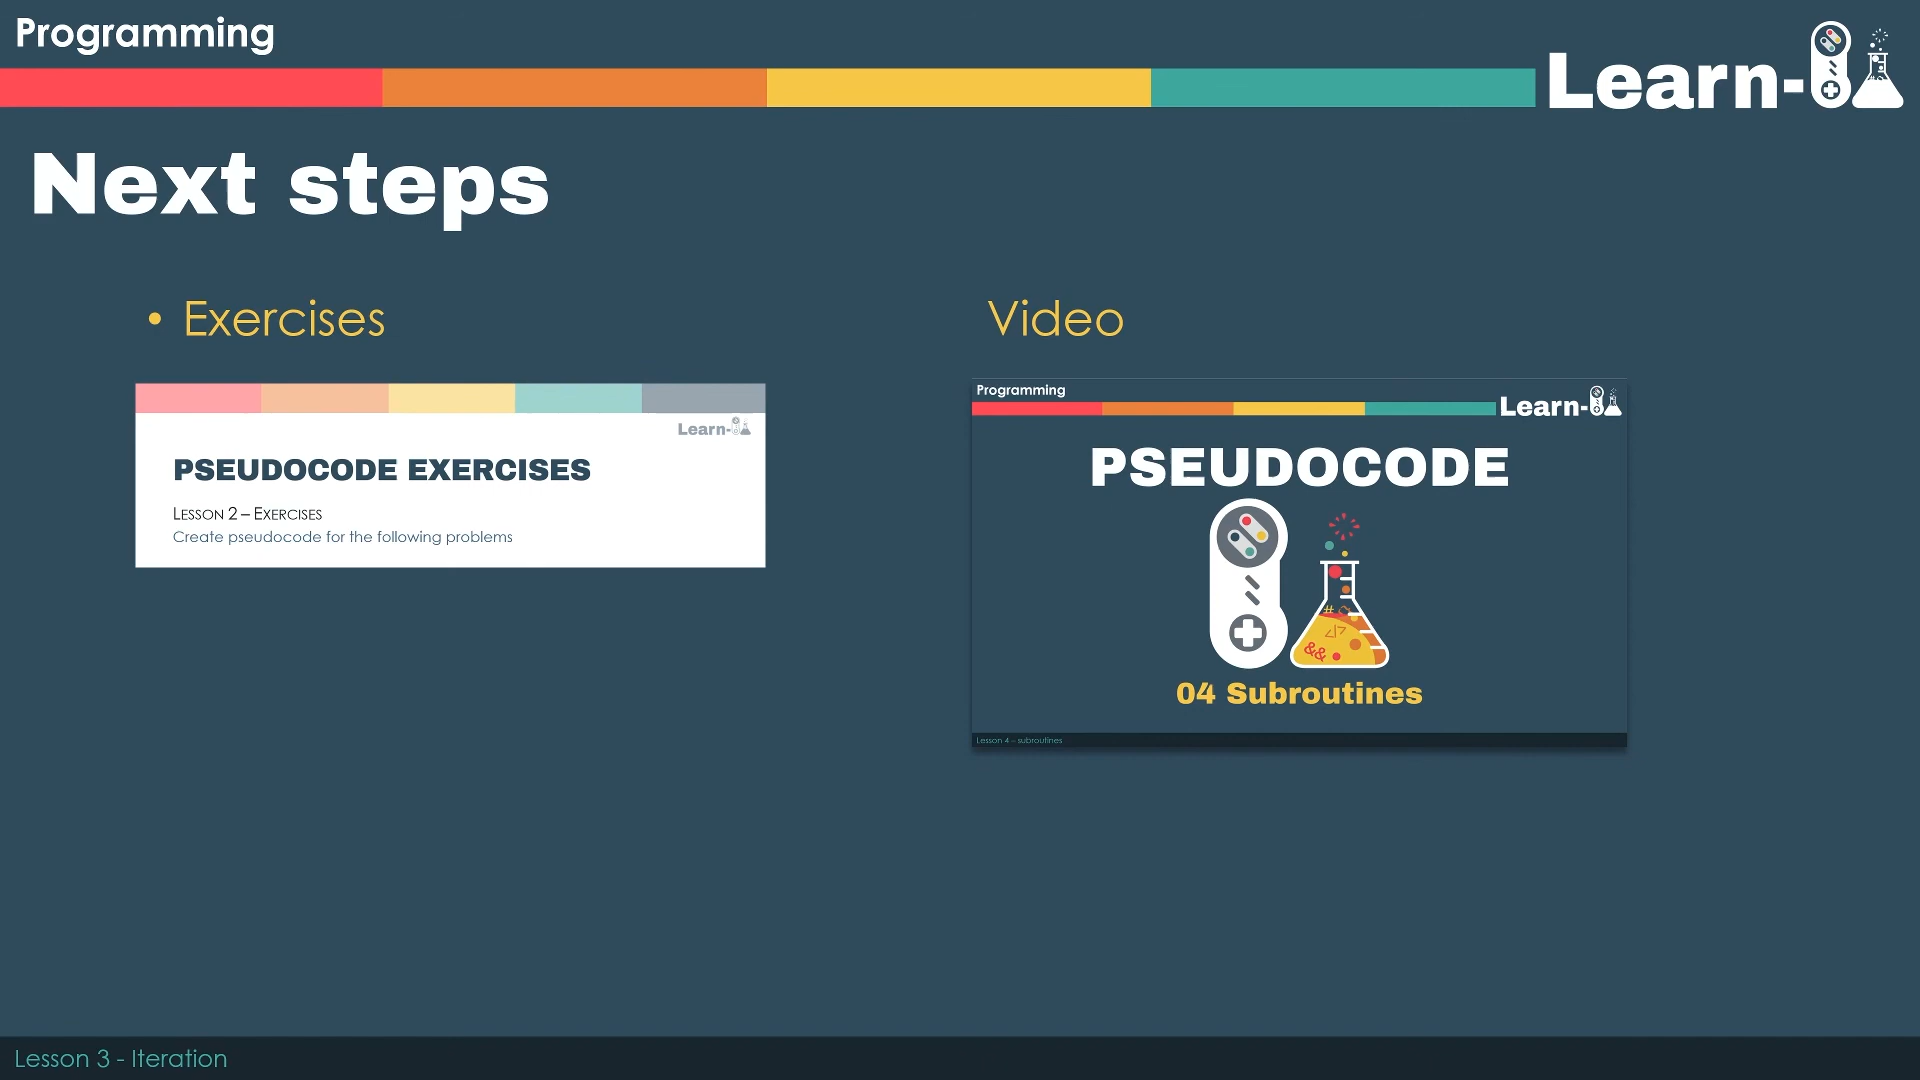 Programming
Learn-
Next steps
• Exercises
Learn-
PSEUDOCODE EXERCISES
LESSON 2 – EXERCISES
Create pseudocode for the following problems
Video
Programming
Learn-
PSEUDOCODE
# </>
&&
04 Subroutines
Lesson 4 – subroutines
Lesson 3 - Iteration